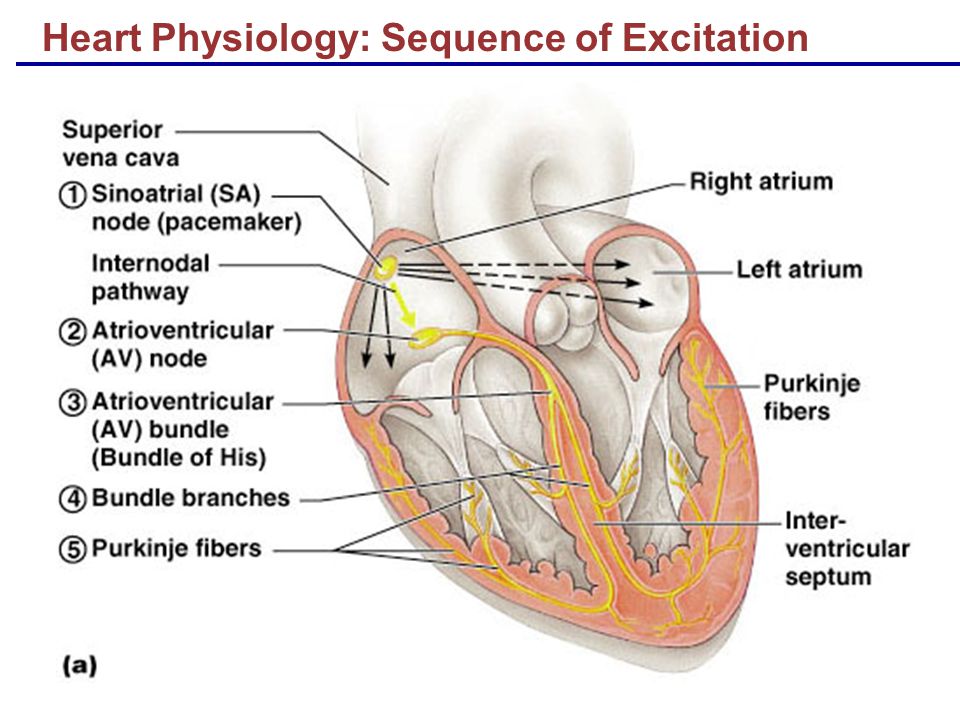 Heart Physiology: Sequence of Excitation
Superior
vena cava
① Sinoatrial (SA)
node (pacemaker)
Internodal
pathway
② Atrioventricular
(AV) node
③ Atrioventricular
(AV) bundle
(Bundle of His)
④ Bundle branches
⑤ Purkinje fibers
Right atrium
Left atrium
Purkinje
fibers
Inter-
ventricular
septum
(a)